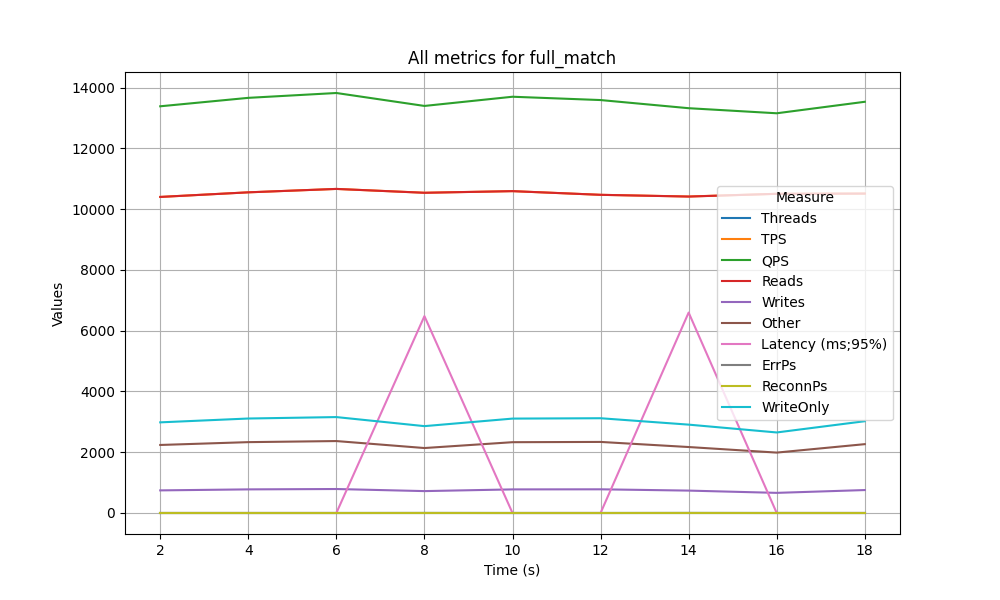 All metrics for full_match
Values
14000
12000
10000
8000
6000
4000
2000
0
Measure
Threads
TPS
QPS
Reads
Writes
Other
Latency (ms;95%)
ErrPs
ReconnPs
WriteOnly
2 4 6 8 10 12 14 16 18
Time (s)